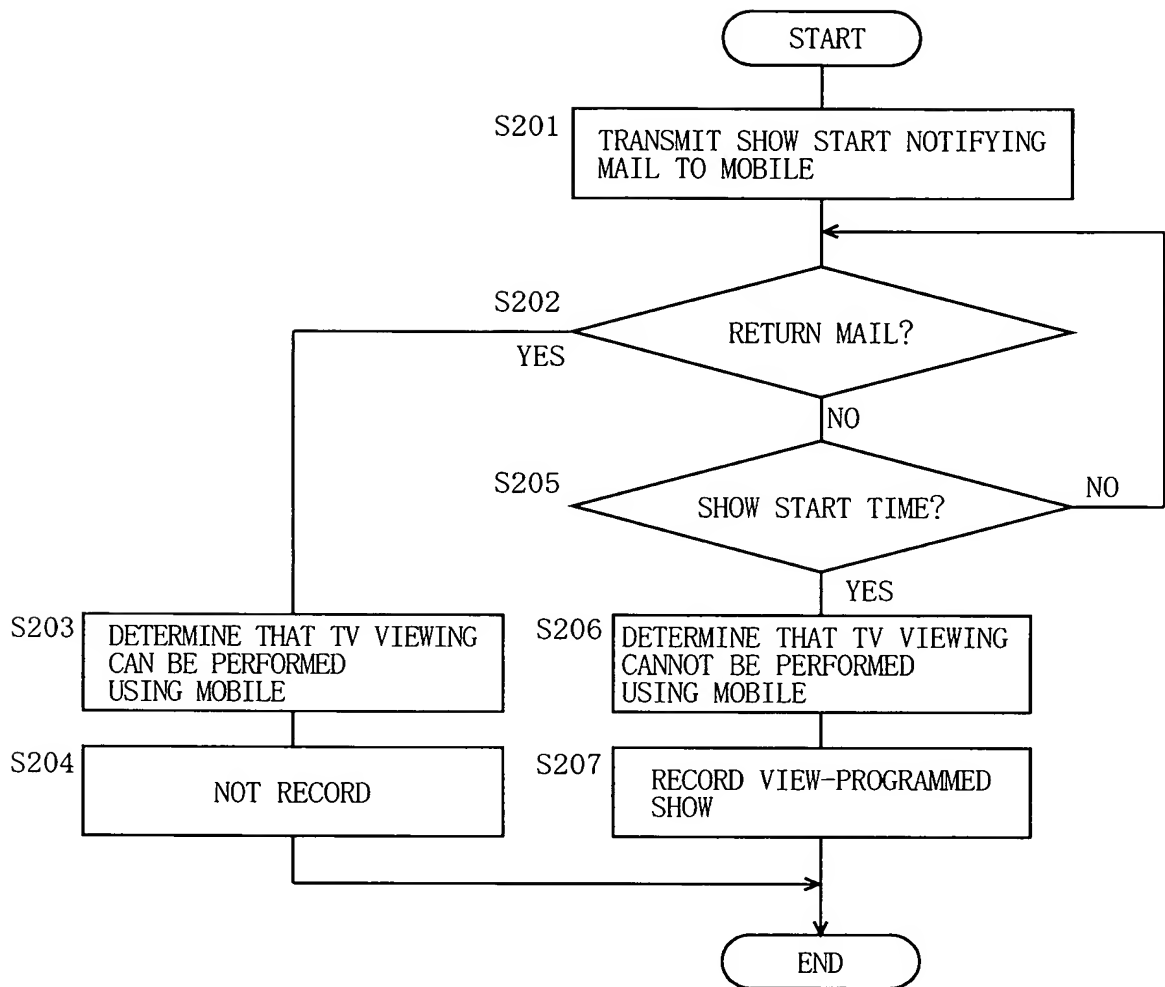 START
S201
TRANSMIT SHOW START NOTIFYING
MAIL TO MOBILE
S202
RETURN MAIL?
YES
NO
S205
SHOW START TIME?
NO
YES
S203
DETERMINE THAT TV VIEWING
CAN BE PERFORMED
USING MOBILE
S206
DETERMINE THAT TV VIEWING
CANNOT BE PERFORMED
USING MOBILE
S204
NOT RECORD
S207
RECORD VIEW-PROGRAMMED
SHOW
END